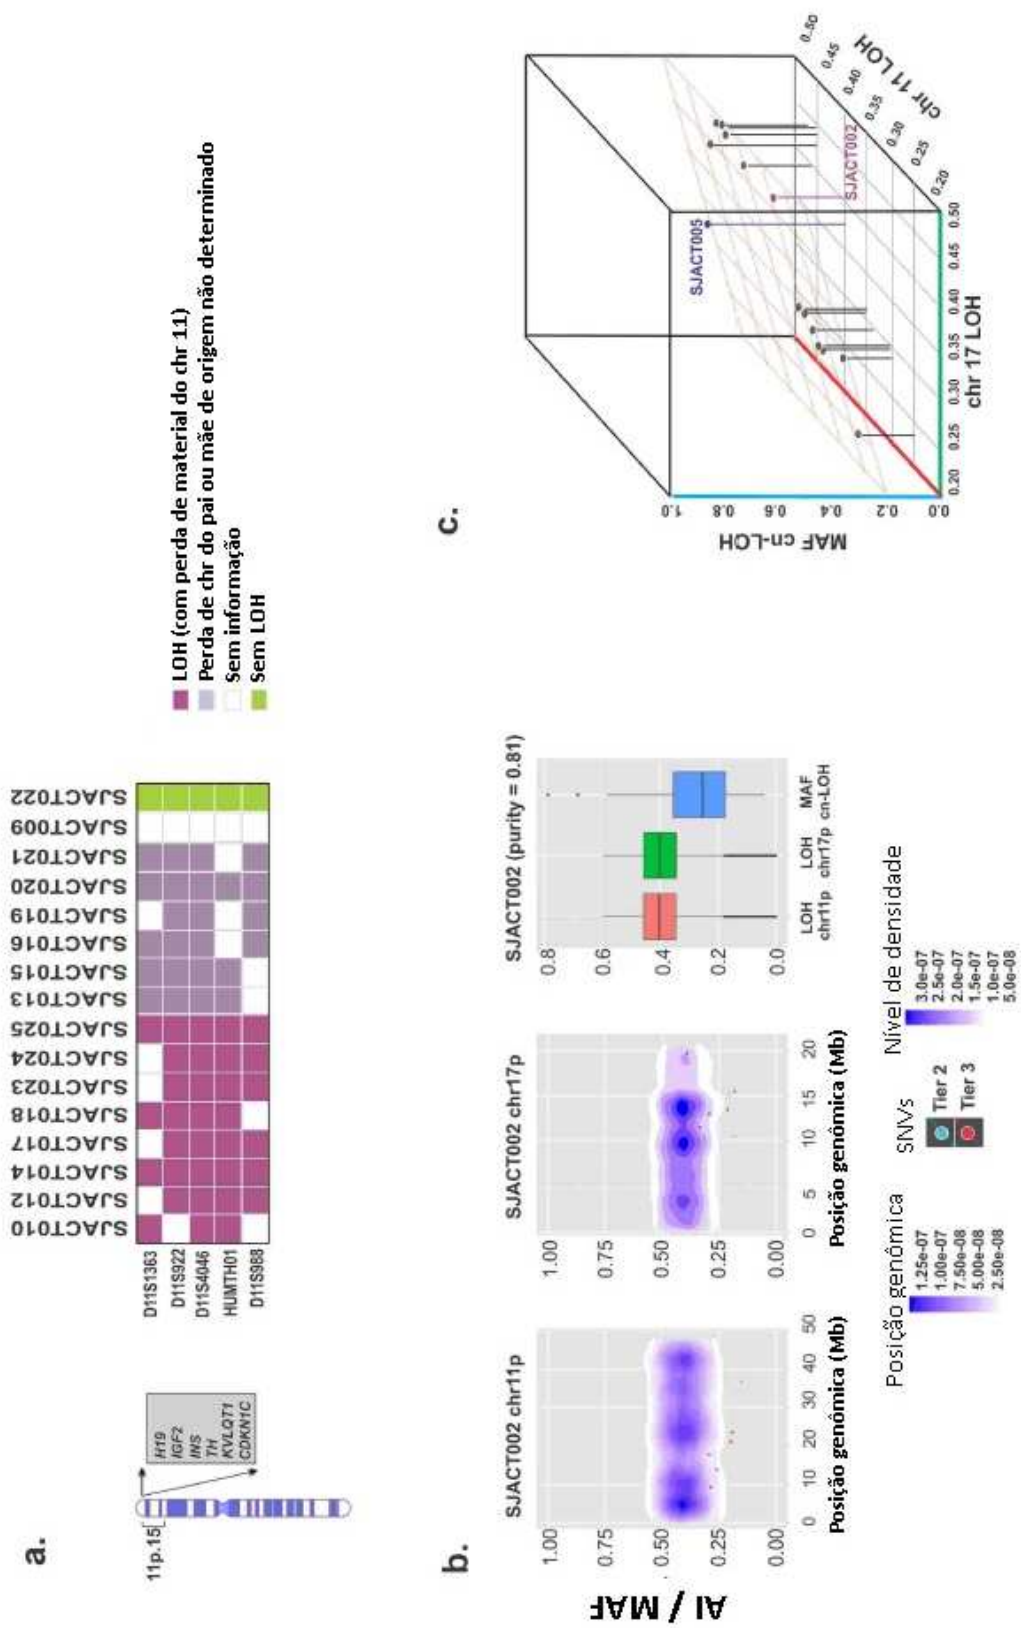 a.
11p.15
H19
IGF2
INS
TH
KVLQT1
CDKN1C
SJACT010
SJACT012
SJACT014
SJACT017
SJACT018
SJACT023
SJACT024
SJACT025
SJACT013
SJACT015
SJACT016
SJACT019
SJACT020
SJACT021
SJACT009
SJACT022
D11S1363
D11S922
D11S4046
HUMTH01
D11S988
LOH (com perda de material do chr 11)
Perda de chr do pai ou mãe de origem não determinado
Sem informação
Sem LOH
b.
AI / MAF
SJACT002 chr11p
1.00
0.75
0.50
0.25
0.00
0 10 20 30 40 50
Posição genômica (Mb)
SJACT002 chr17p
1.00
0.75
0.50
0.25
0.00
0 5 10 15 20
Posição genômica (Mb)
SJACT002 (purity = 0.81)
0.8
0.6
0.4
0.2
0.0
LOH chr11p
LOH chr17p
MAF cn-LOH
Posição genômica
1.25e-07
1.00e-07
7.50e-08
5.00e-08
2.50e-08
SNVs
Tier 2
Tier 3
Nível de densidade
3.0e-07
2.5e-07
2.0e-07
1.5e-07
1.0e-07
5.0e-08
c.
MAF cn-LOH
1.0
0.8
0.6
0.4
0.2
0.0
SJACT005
SJACT002
0.20 0.25 0.30 0.35 0.40 0.45 0.50
chr 17 LOH
0.20 0.25 0.30 0.35 0.40 0.45 0.50
chr 11 LOH